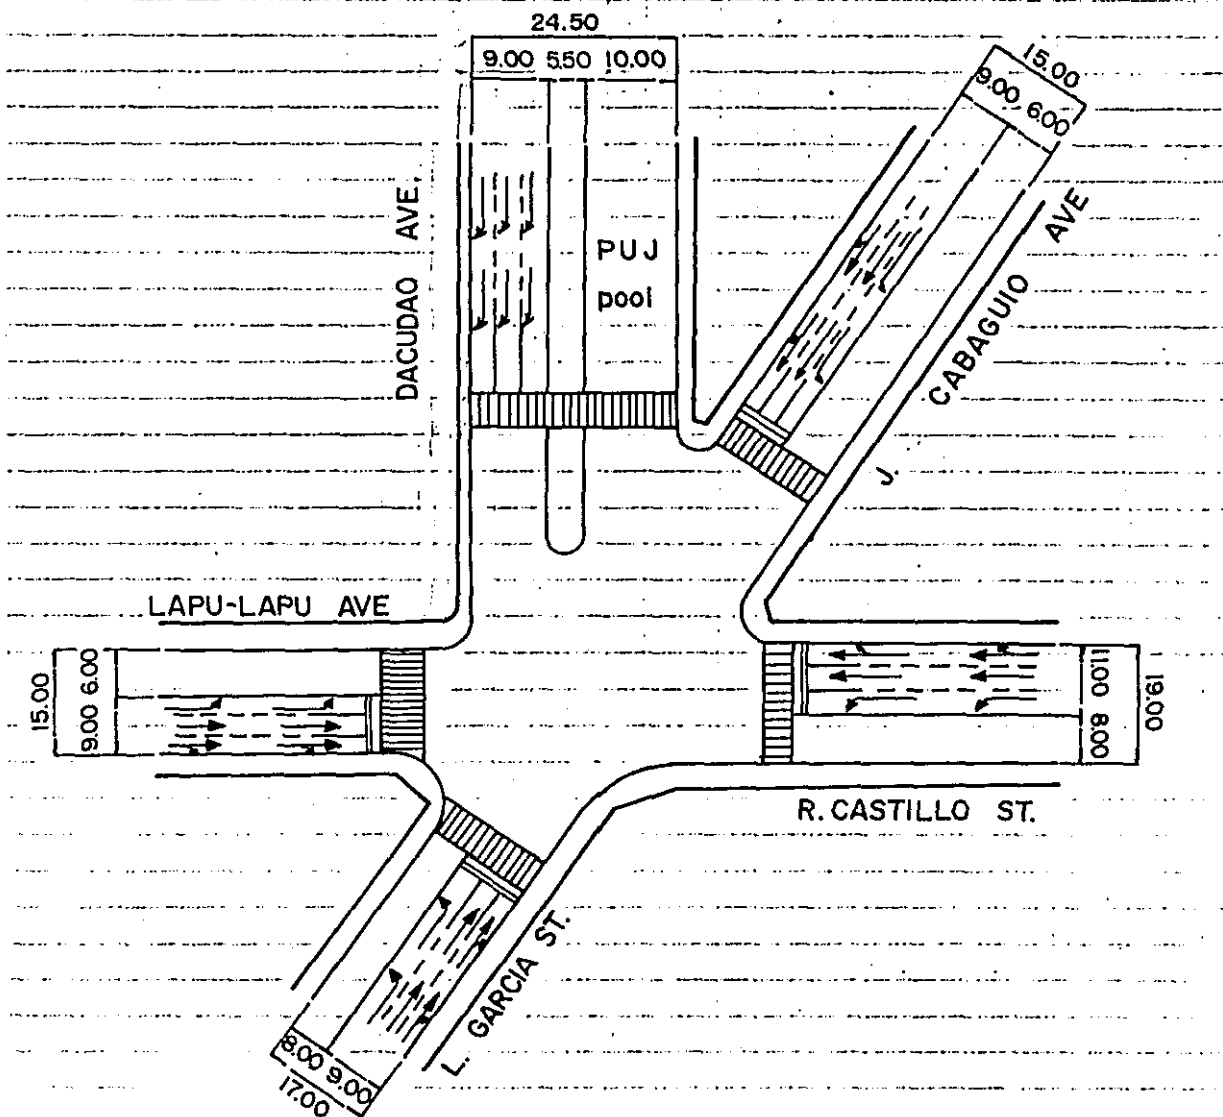 24.50
9.00 5.50 10.00
15.00
9.00 6.00
DACUDAO AVE.
PUJ
pool
J. CABAGUIO AVE
LAPU-LAPU AVE
15.00
9.00 6.00
11.00 8.00
19.00
R. CASTILLO ST.
L. GARCIA ST.
8.00 9.00
17.00